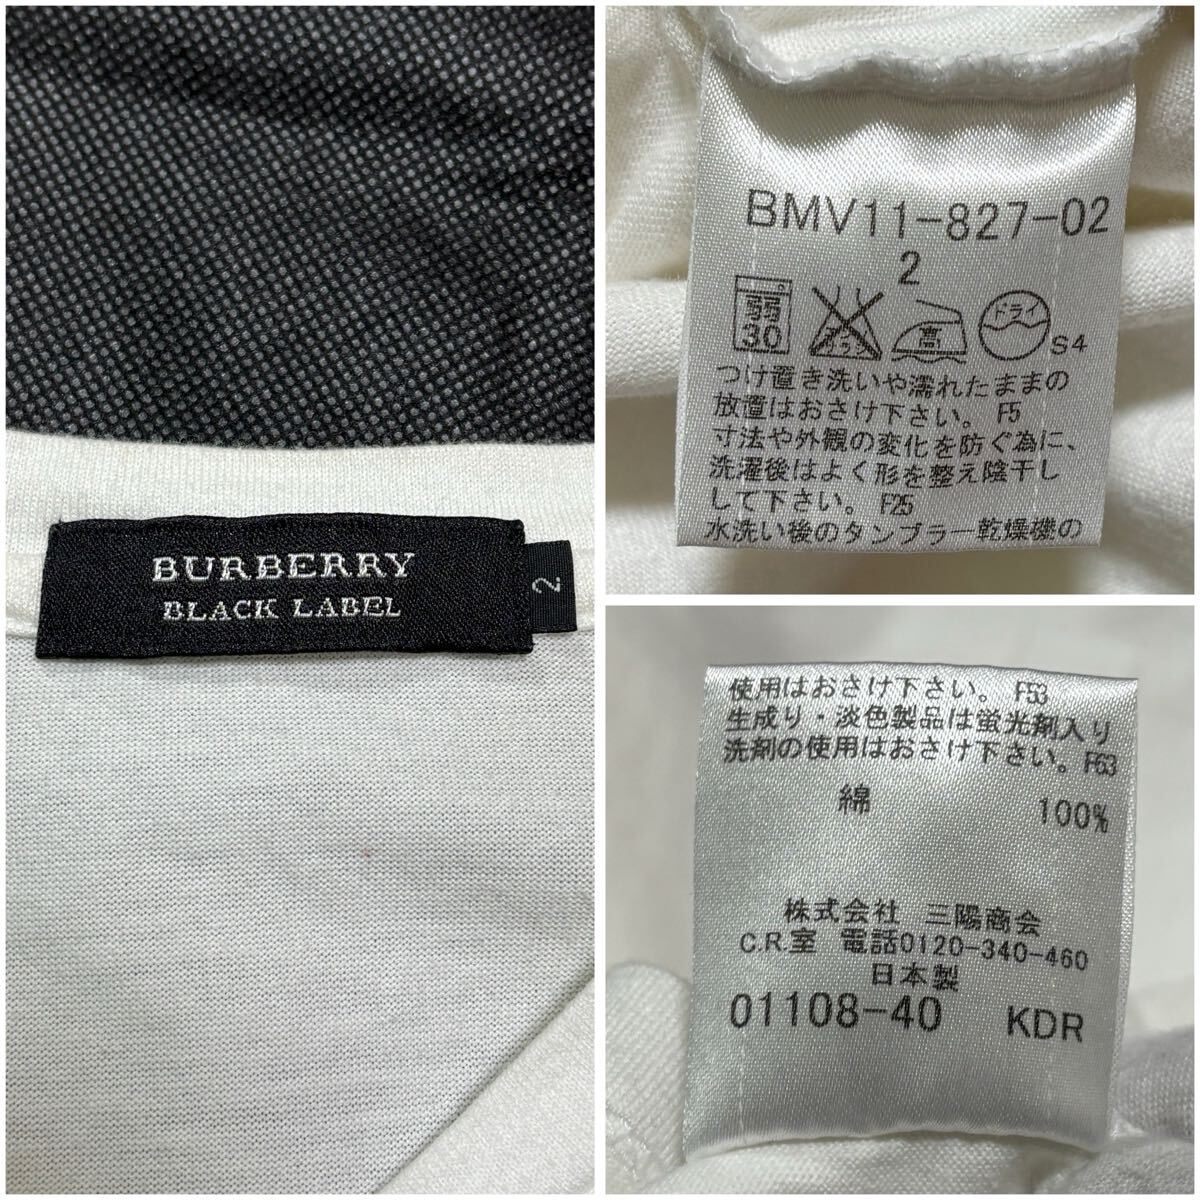 BURBERRY
BLACK LABEL
2
BMV11-827-02
2
弱
30
エンソ
サラシ
高
ドライ
S4
つけ置き洗いや濡れたままの
放置はおさけ下さい。 F5
寸法や外観の変化を防ぐ為に、
洗濯後はよく形を整え陰干し
して下さい。 F25
水洗い後のタンブラー乾燥機の
使用はおさけ下さい。 F53
生成り・淡色製品は蛍光剤入り
洗剤の使用はおさけ下さい。F63
綿 100%
株式会社 三陽商会
C.R.室 電話0120-340-460
日本製
01108-40 KDR